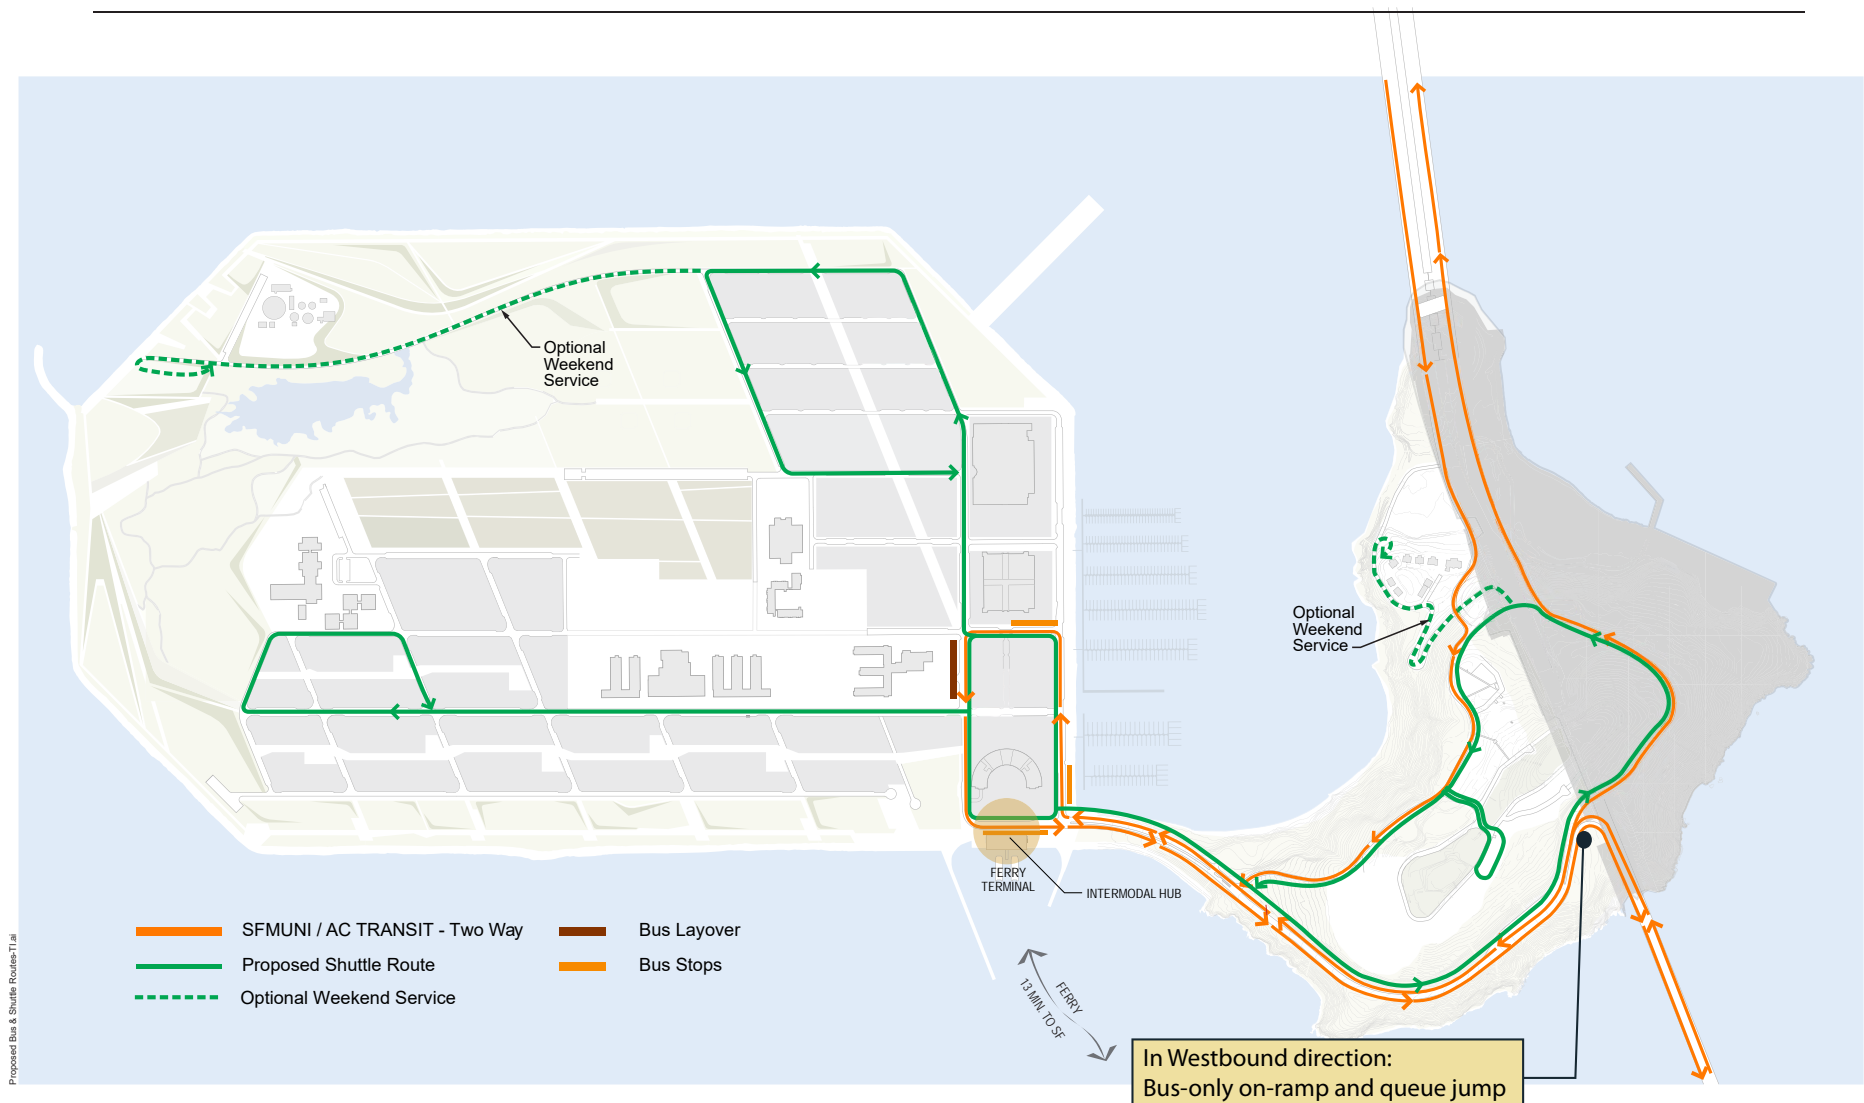 Optional
Weekend
Service
Optional
Weekend
Service
FERRY
TERMINAL
INTERMODAL HUB
SFMUNI / AC TRANSIT - Two Way
Bus Layover
Proposed Shuttle Route
Bus Stops
Optional Weekend Service
FERRY
13 MIN. TO SF
In Westbound direction:
Bus-only on-ramp and queue jump
Proposed Bus & Shuttle Routes-TI.ai